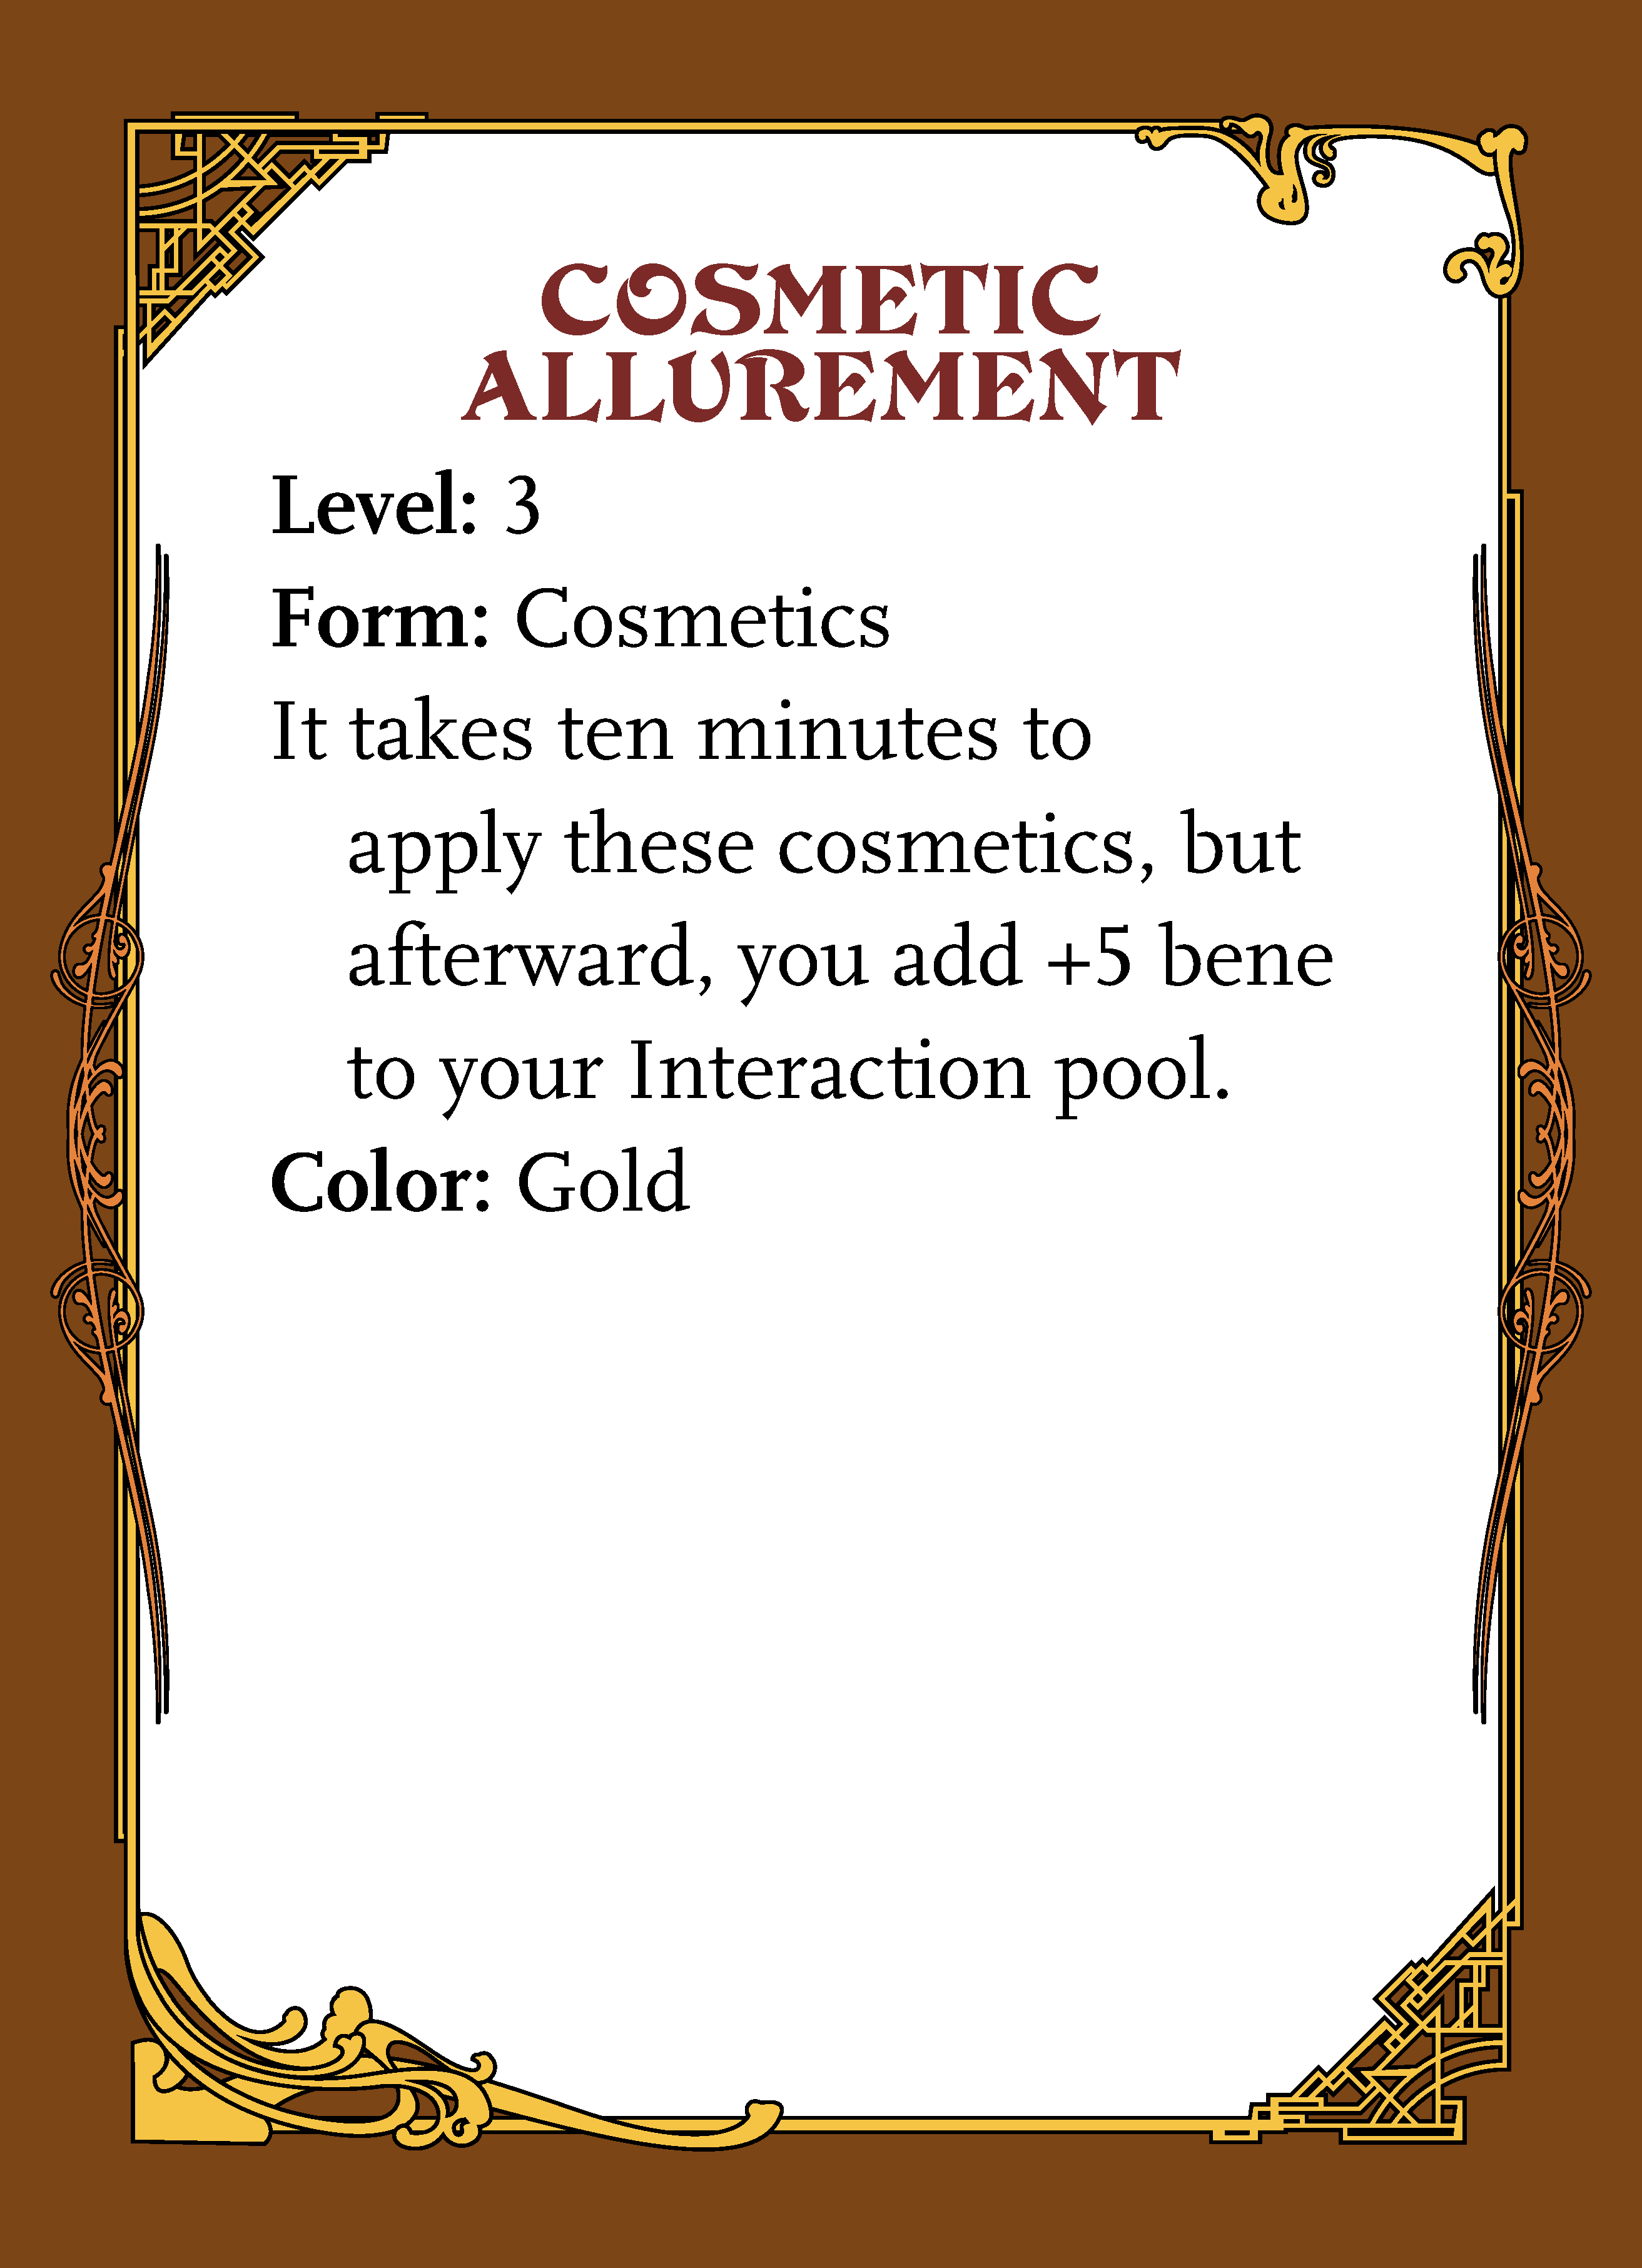 COSMETIC
ALLUREMENT
Level: 3
Form: Cosmetics
It takes ten minutes to
apply these cosmetics, but
afterward, you add +5 bene
to your Interaction pool.
Color: Gold